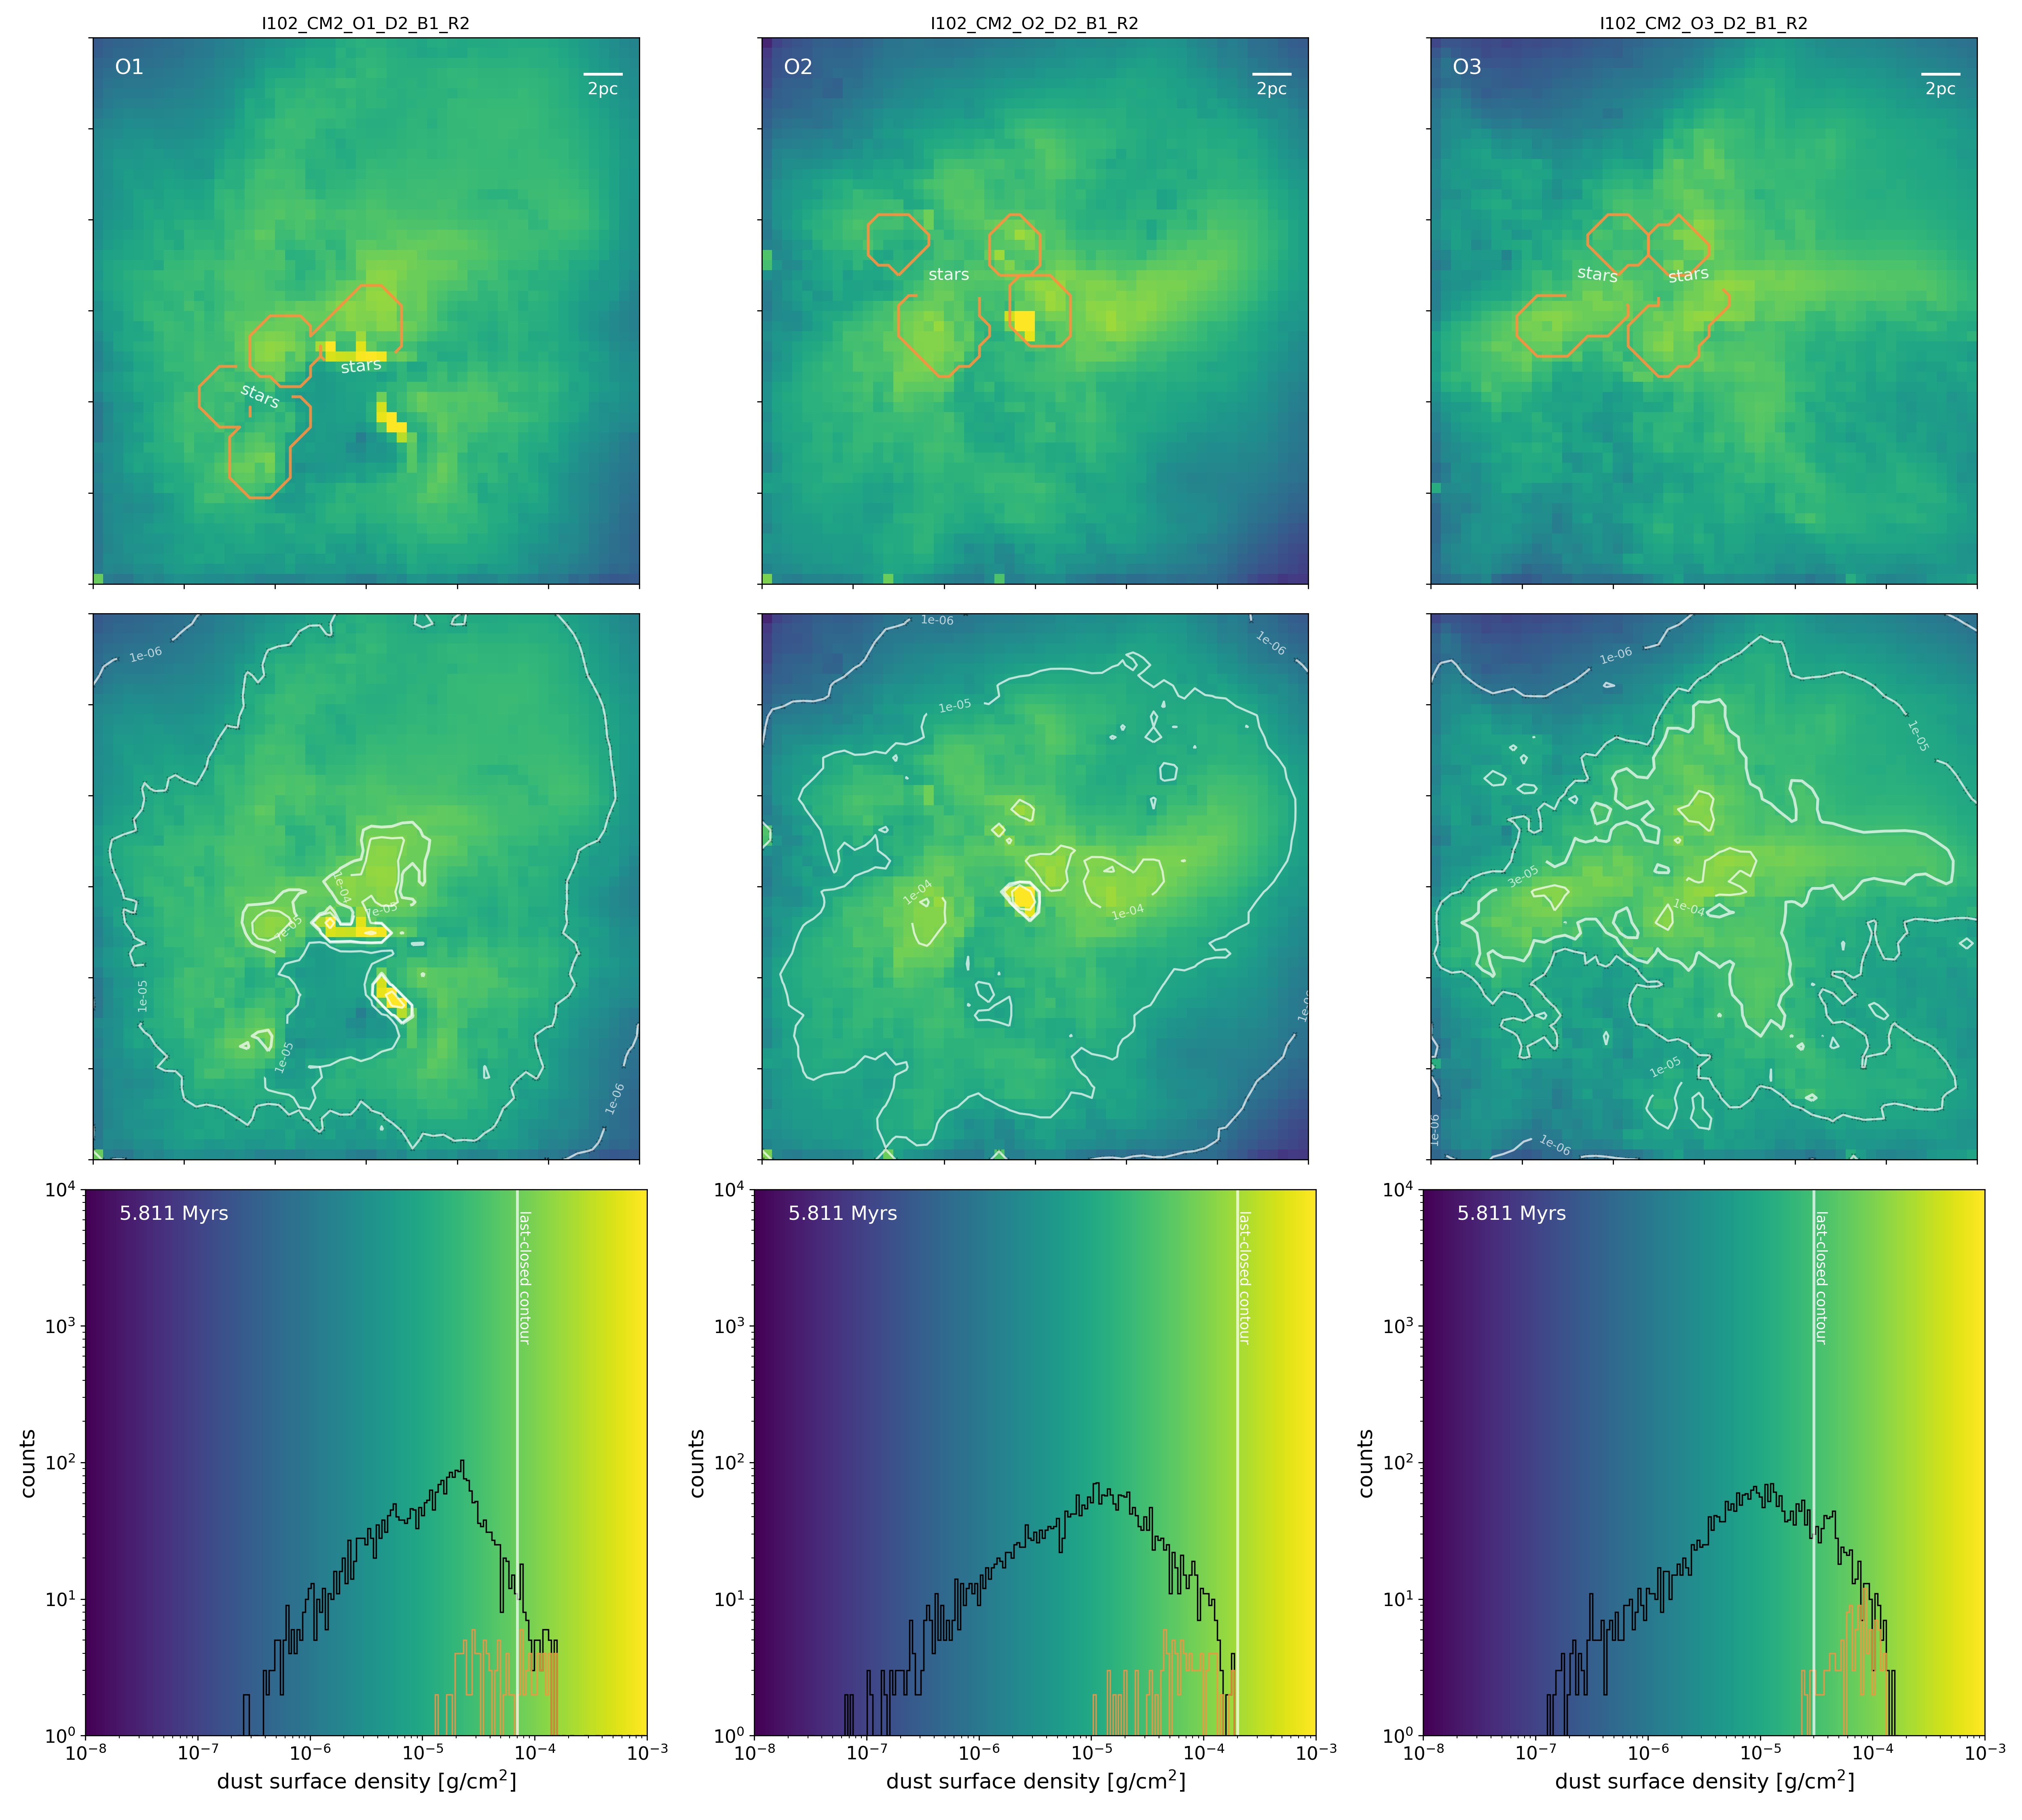 I102_CM2_O1_D2_B1_R2
I102_CM2_O2_D2_B1_R2
I102_CM2_O3_D2_B1_R2
O1
2pc
stars
stars
O2
2pc
stars
O3
2pc
stars
stars
1e-06
1e-04
7e-05
7e-05
1e-05
1e-05
1e-06
1e-06
1e-06
1e-05
1e-04
1e-04
1e-06
1e-05
3e-05
1e-04
1e-05
1e-06
1e-06
5.811 Myrs
last-closed contour
10⁴
10³
10²
10¹
10⁰
counts
10⁻⁸
10⁻⁷
10⁻⁶
10⁻⁵
10⁻⁴
10⁻³
dust surface density [g/cm²]
5.811 Myrs
last-closed contour
10⁴
10³
10²
10¹
10⁰
counts
10⁻⁸
10⁻⁷
10⁻⁶
10⁻⁵
10⁻⁴
10⁻³
dust surface density [g/cm²]
5.811 Myrs
last-closed contour
10⁴
10³
10²
10¹
10⁰
counts
10⁻⁸
10⁻⁷
10⁻⁶
10⁻⁵
10⁻⁴
10⁻³
dust surface density [g/cm²]